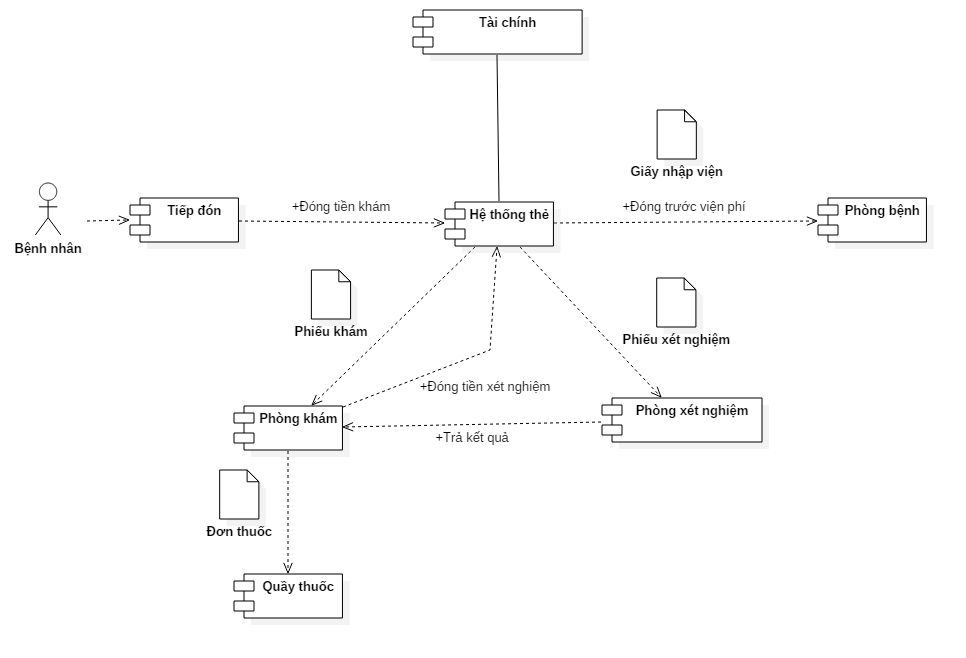 Tài chính
Giấy nhập viện
Tiếp đón
+Đóng tiền khám
Hệ thống thẻ
+Đóng trước viện phí
Phòng bệnh
Bệnh nhân
Phiếu khám
Phiếu xét nghiệm
+Đóng tiền xét nghiệm
Phòng khám
Phòng xét nghiệm
+Trả kết quả
Đơn thuốc
Quầy thuốc